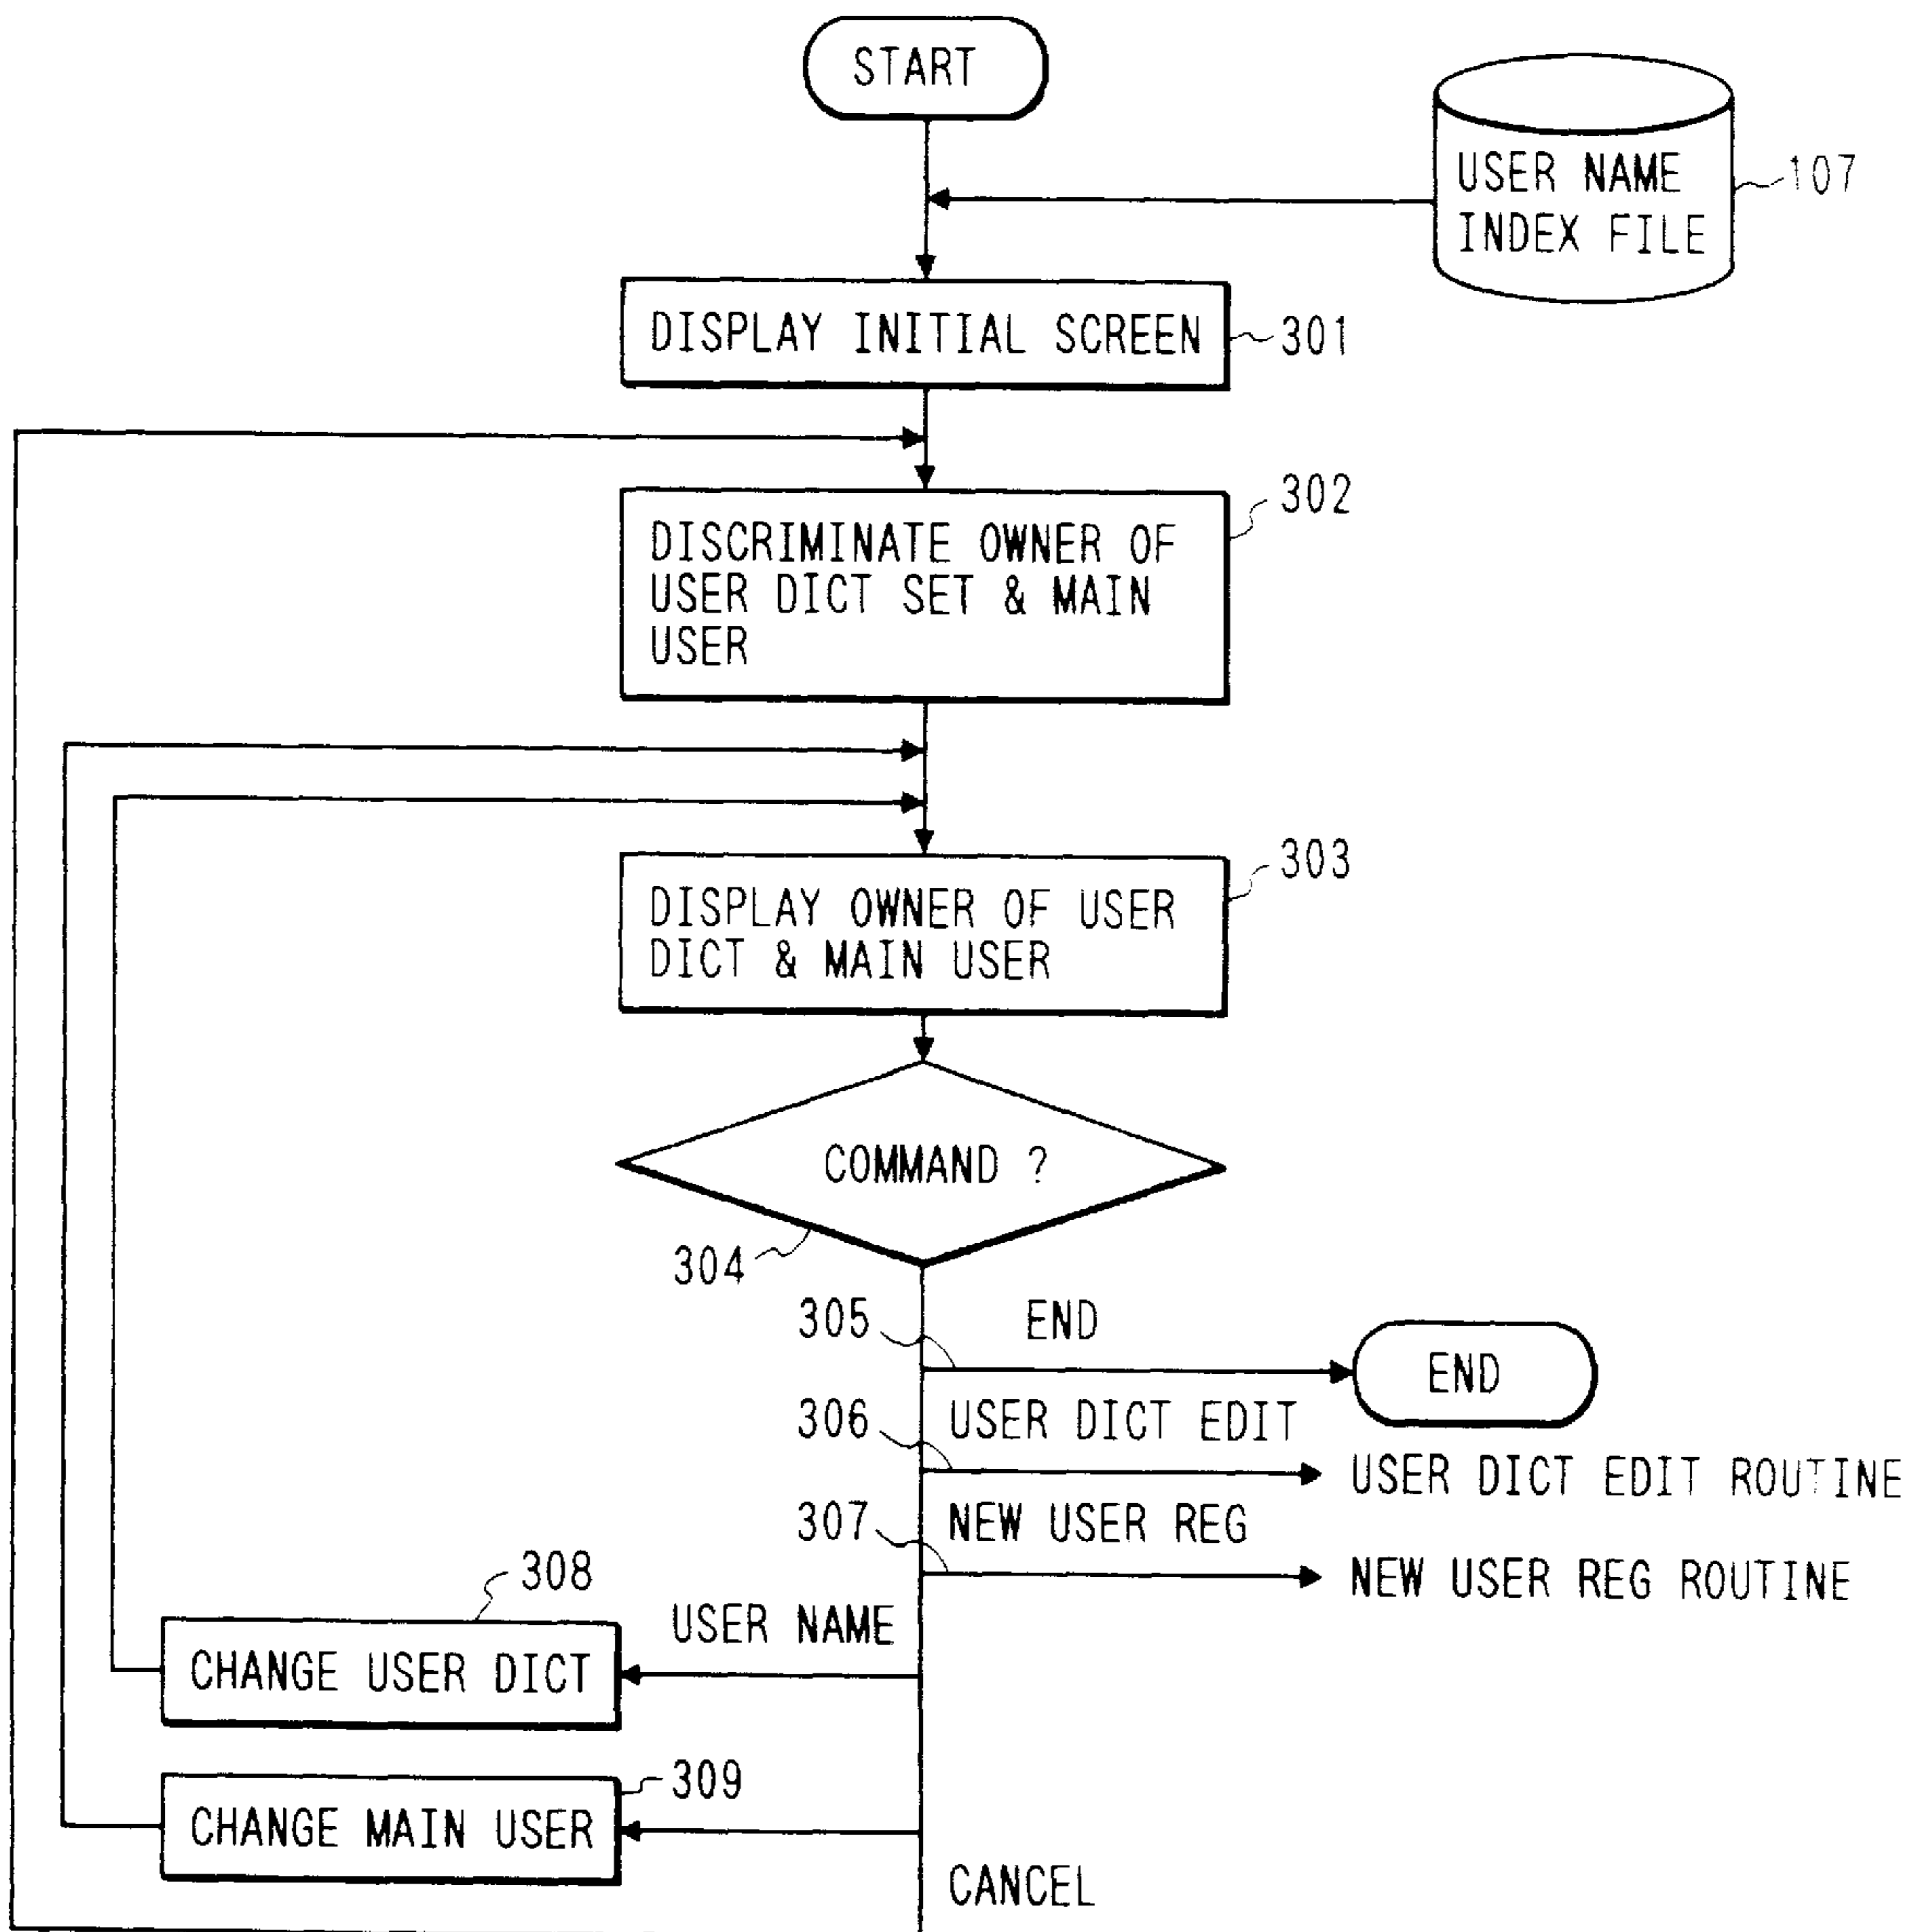 START
USER NAME
INDEX FILE
107
DISPLAY INITIAL SCREEN
301
302
DISCRIMINATE OWNER OF
USER DICT SET & MAIN
USER
303
DISPLAY OWNER OF USER
DICT & MAIN USER
COMMAND ?
304
305
END
END
306
USER DICT EDIT
USER DICT EDIT ROUTINE
307
NEW USER REG
NEW USER REG ROUTINE
308
USER NAME
CHANGE USER DICT
309
CHANGE MAIN USER
CANCEL